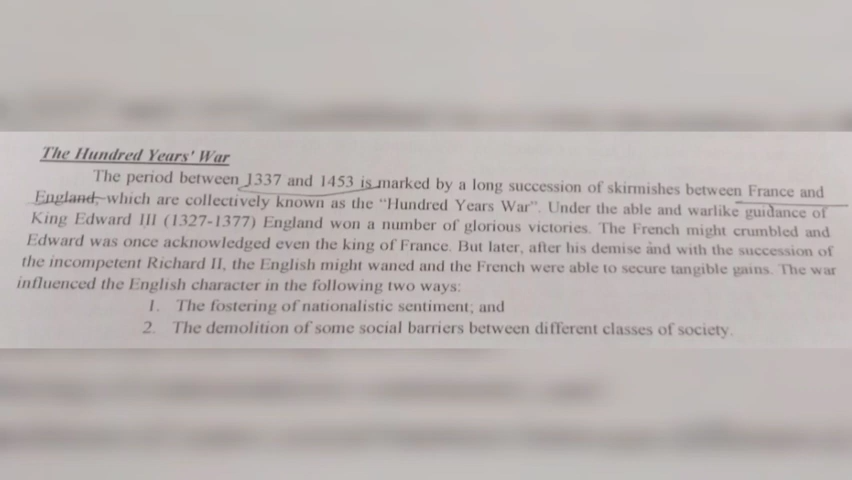 The Hundred Years' War
The period between 1337 and 1453 is marked by a long succession of skirmishes between France and
England, which are collectively known as the “Hundred Years War”. Under the able and warlike guidance of
King Edward III (1327-1377) England won a number of glorious victories. The French might crumbled and
Edward was once acknowledged even the king of France. But later, after his demise and with the succession of
the incompetent Richard II, the English might waned and the French were able to secure tangible gains. The war
influenced the English character in the following two ways:
1. The fostering of nationalistic sentiment; and
2. The demolition of some social barriers between different classes of society.